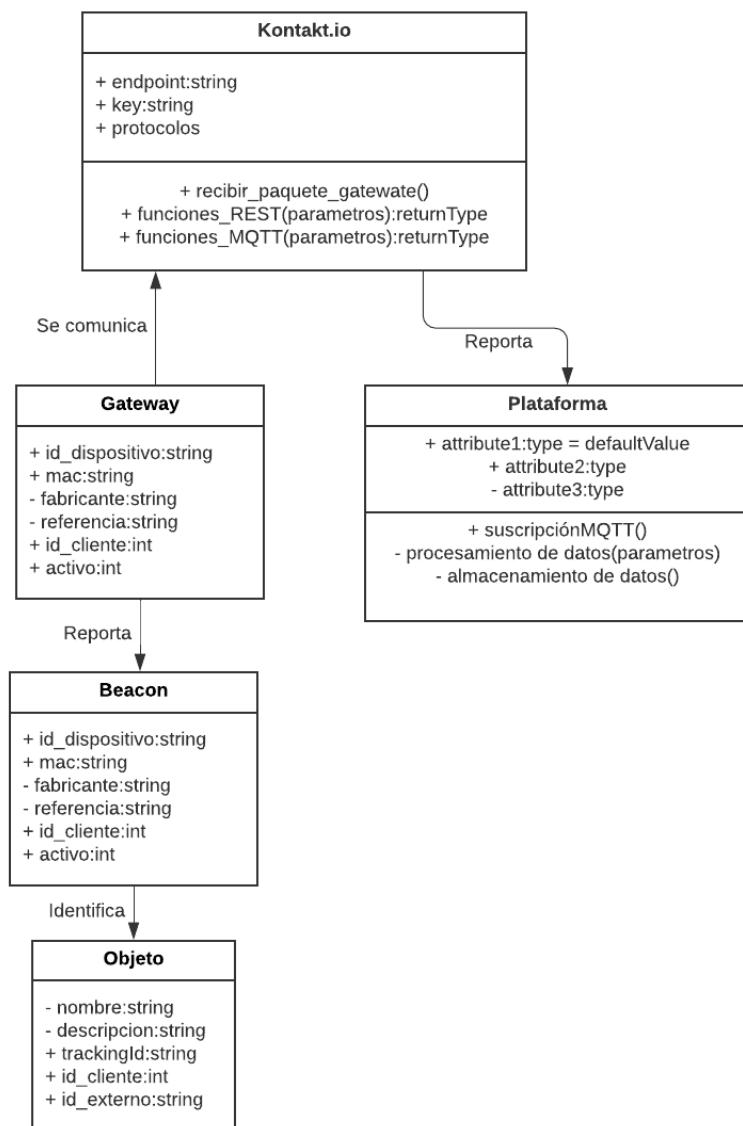 Kontakt.io
+ endpoint:string
+ key:string
+ protocolos
+ recibir_paquete_gatewate()
+ funciones_REST(parametros):returnType
+ funciones_MQTT(parametros):returnType
Se comunica
Reporta
Gateway
+ id_dispositivo:string
+ mac:string
- fabricante:string
- referencia:string
+ id_cliente:int
+ activo:int
Plataforma
+ attribute1:type = defaultValue
+ attribute2:type
- attribute3:type
+ suscripciónMQTT()
- procesamiento de datos(parametros)
- almacenamiento de datos()
Reporta
Beacon
+ id_dispositivo:string
+ mac:string
- fabricante:string
- referencia:string
+ id_cliente:int
+ activo:int
Identifica
Objeto
- nombre:string
- descripcion:string
+ trackingId:string
+ id_cliente:int
+ id_externo:string